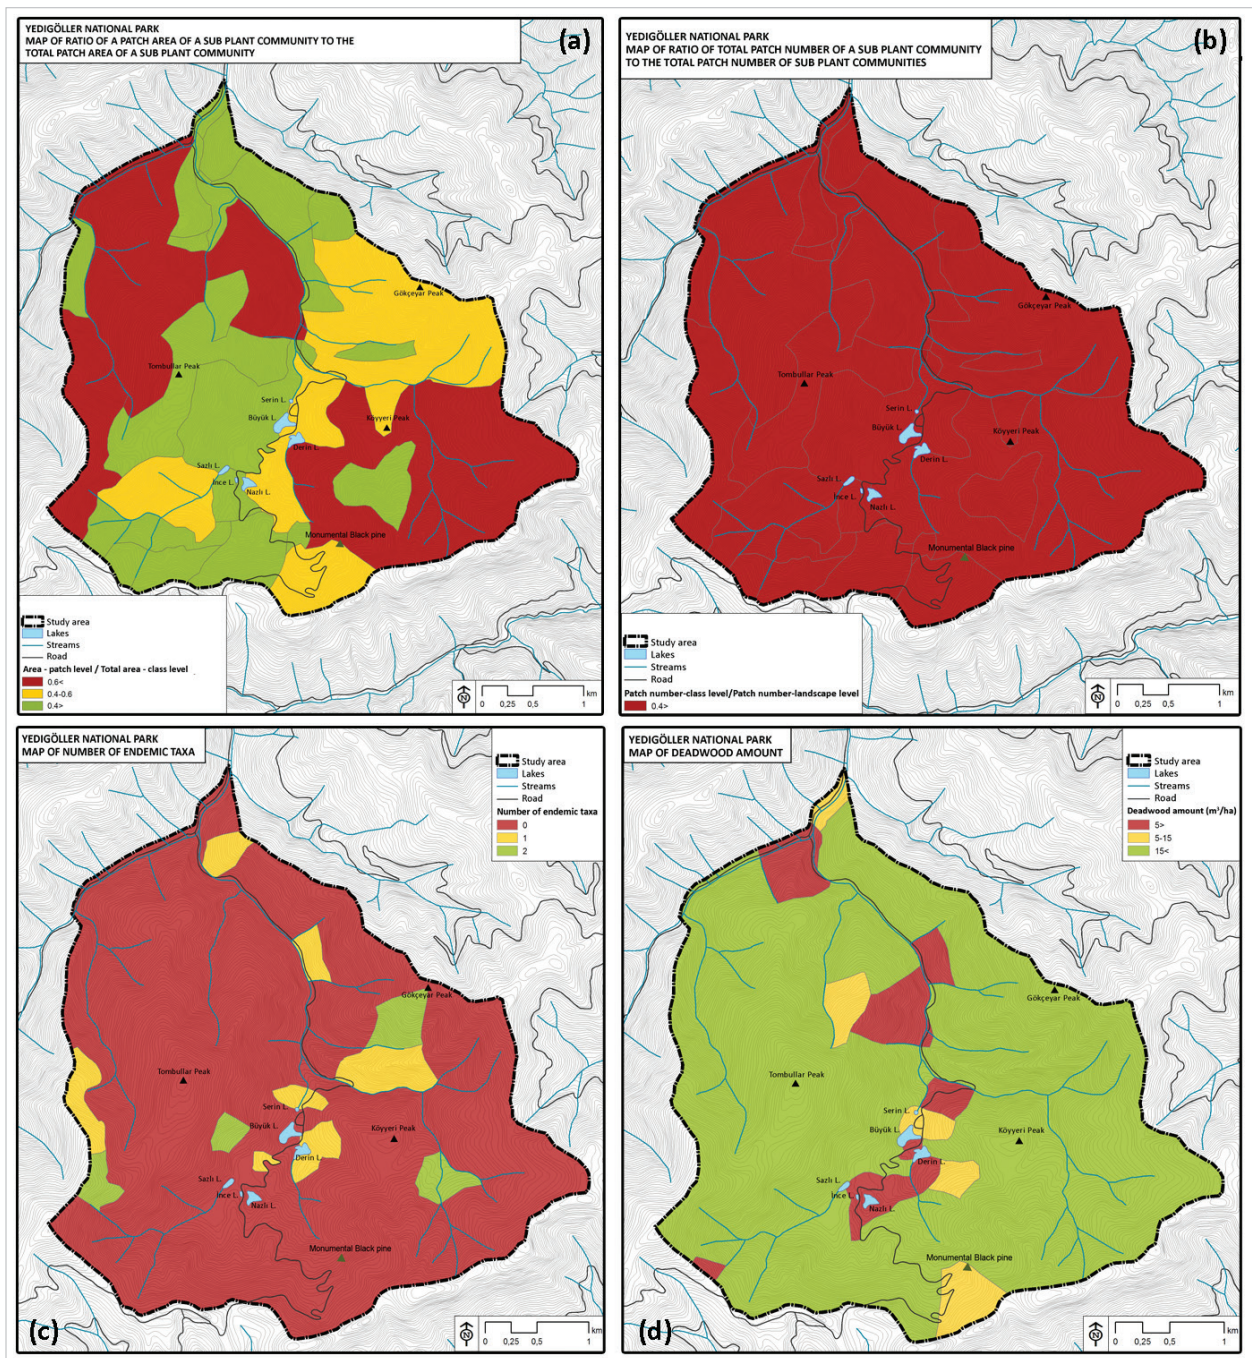 YEDIGÖLLER NATIONAL PARK
MAP OF RATIO OF A PATCH AREA OF A SUB PLANT COMMUNITY TO THE
TOTAL PATCH AREA OF A SUB PLANT COMMUNITY
(a)
Gökçeyar Peak
Tombullar Peak
Serin L.
Büyük L.
Köyyeri Peak
Derin L.
Sazlı L.
İnce L.
Nazlı L.
Monumental Black pine
Study area
Lakes
Streams
Road
Area - patch level / Total area - class level
0.6<
0.4-0.6
0.4>
N
0 0,25 0,5 1
km
YEDIGÖLLER NATIONAL PARK
MAP OF RATIO OF TOTAL PATCH NUMBER OF A SUB PLANT COMMUNITY
TO THE TOTAL PATCH NUMBER OF SUB PLANT COMMUNITIES
(b)
Gökçeyar Peak
Tombullar Peak
Serin L.
Büyük L.
Köyyeri Peak
Derin L.
Sazlı L.
İnce L.
Nazlı L.
Monumental Black pine
Study area
Lakes
Streams
Road
Patch number-class level/Patch number-landscape level
0.4>
N
0 0,25 0,5 1
km
YEDIGÖLLER NATIONAL PARK
MAP OF NUMBER OF ENDEMIC TAXA
Study area
Lakes
Streams
Road
Number of endemic taxa
0
1
2
Gökçeyar Peak
Tombullar Peak
Serin L.
Büyük L.
Köyyeri Peak
Derin L.
Sazlı L.
İnce L.
Nazlı L.
Monumental Black pine
(c)
N
0 0,25 0,5 1
km
YEDIGÖLLER NATIONAL PARK
MAP OF DEADWOOD AMOUNT
Study area
Lakes
Streams
Road
Deadwood amount (m³/ha)
5>
5-15
15<
Gökçeyar Peak
Tombullar Peak
Serin L.
Büyük L.
Köyyeri Peak
Derin L.
Sazlı L.
İnce L.
Nazlı L.
Monumental Black pine
(d)
N
0 0,25 0,5 1
km